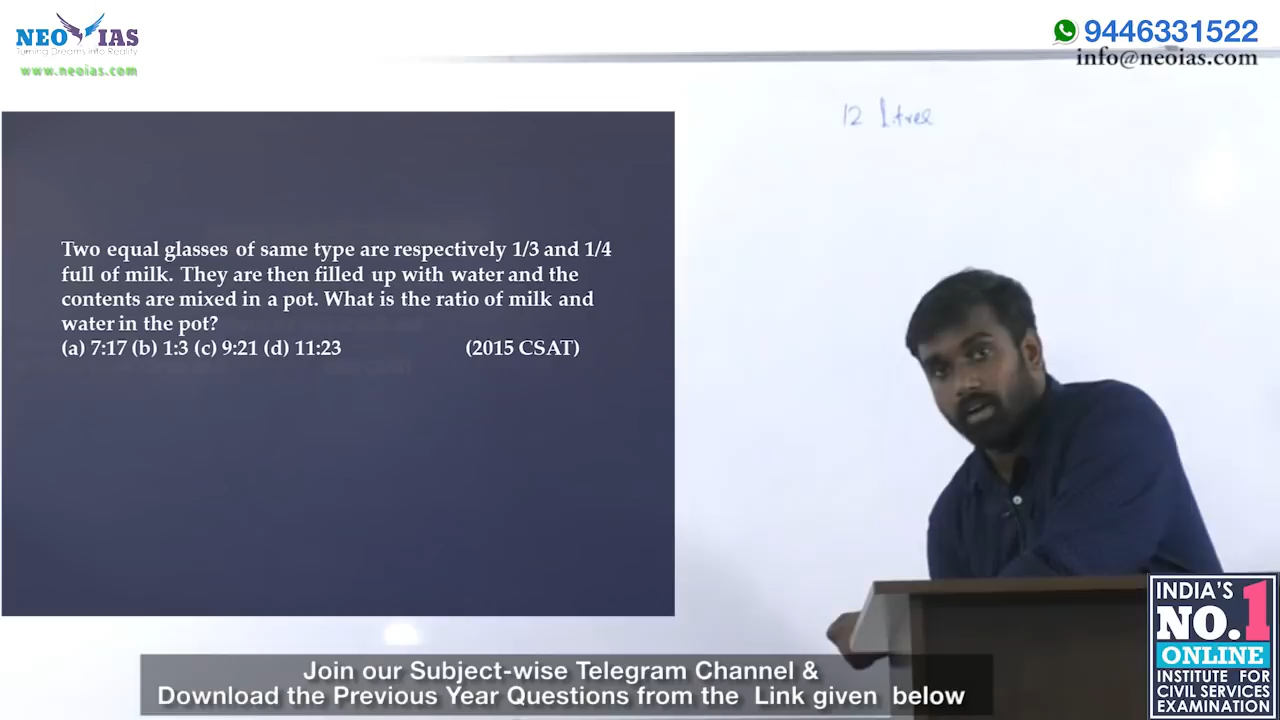 NEO IAS
Turning Dreams into Reality
www.neoias.com
9446331522
info@neoias.com
12 litres
Two equal glasses of same type are respectively 1/3 and 1/4
full of milk. They are then filled up with water and the
contents are mixed in a pot. What is the ratio of milk and
water in the pot?
(a) 7:17 (b) 1:3 (c) 9:21 (d) 11:23 (2015 CSAT)
INDIA'S
NO.1
ONLINE
INSTITUTE FOR
CIVIL SERVICES
EXAMINATION
Join our Subject-wise Telegram Channel &
Download the Previous Year Questions from the Link given below